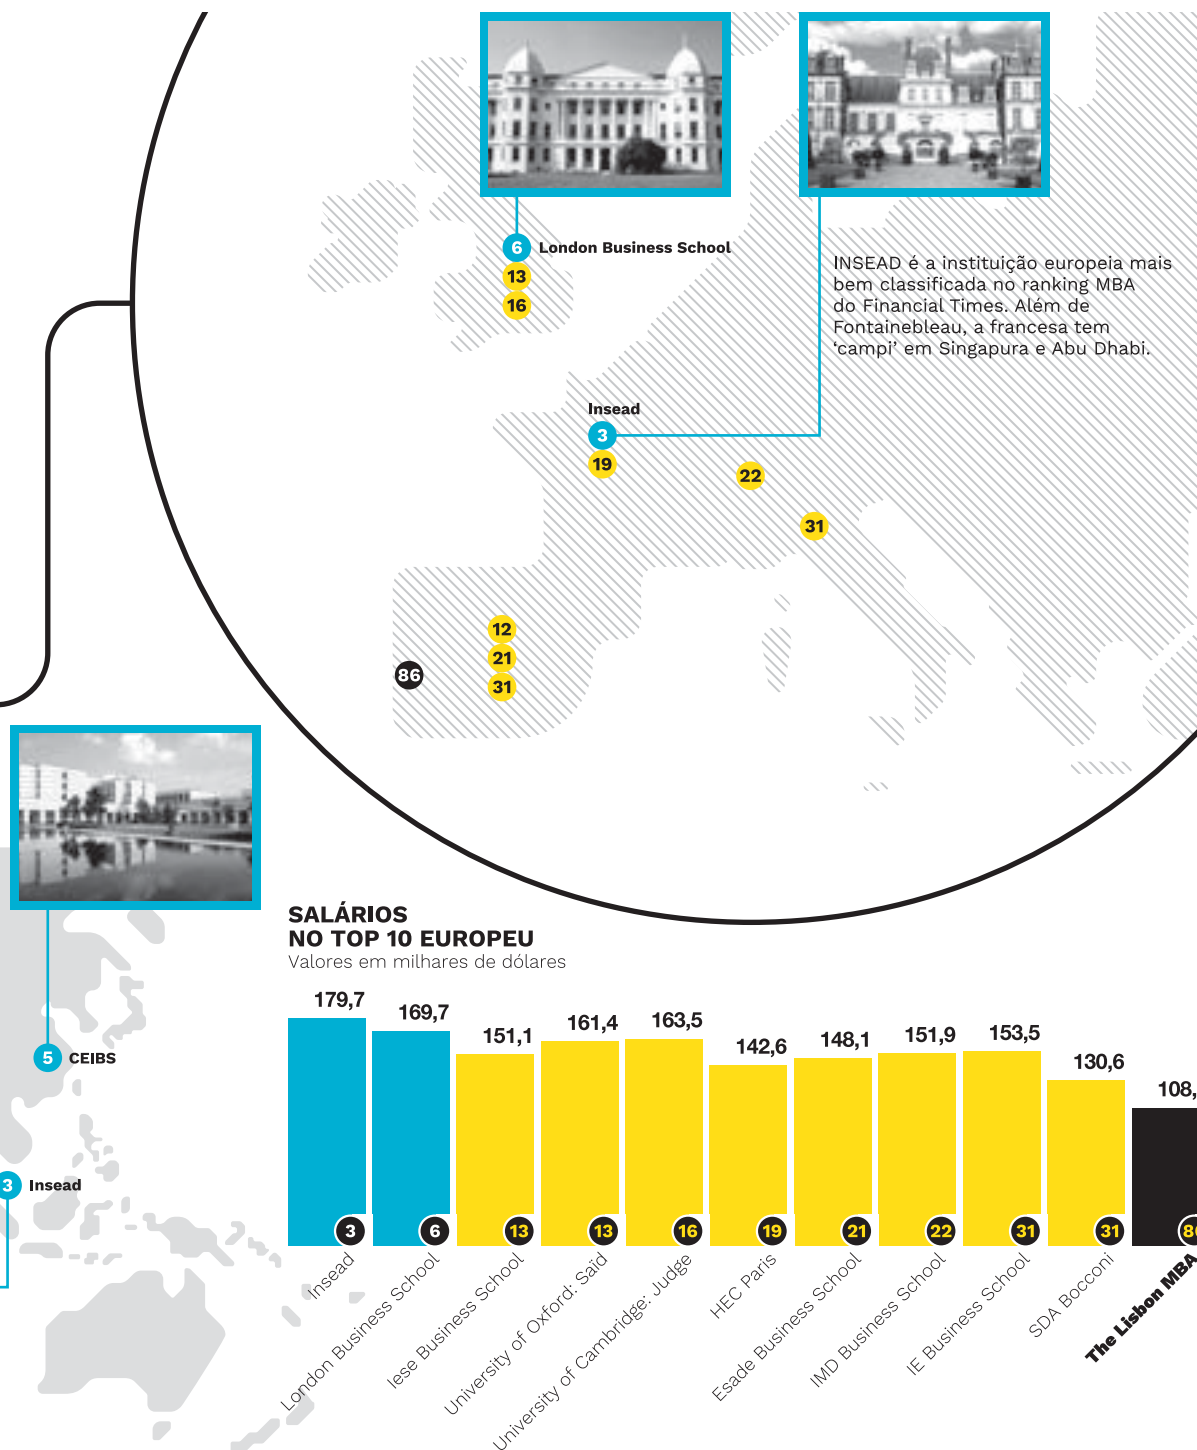 6 London Business School
13
16
INSEAD é a instituição europeia mais
bem classificada no ranking MBA
do Financial Times. Além de
Fontainebleau, a francesa tem
‘campi’ em Singapura e Abu Dhabi.
Insead
3
19
22
31
12
21
31
86
5 CEIBS
3 Insead
SALÁRIOS
NO TOP 10 EUROPEU
Valores em milhares de dólares
179,7
169,7
151,1
161,4
163,5
142,6
148,1
151,9
153,5
130,6
108,
3
6
13
13
16
19
21
22
31
31
Insead
London Business School
Iese Business School
University of Oxford: Said
University of Cambridge: Judge
HEC Paris
Esade Business School
IMD Business School
IE Business School
SDA Bocconi
The Lisbon MBA